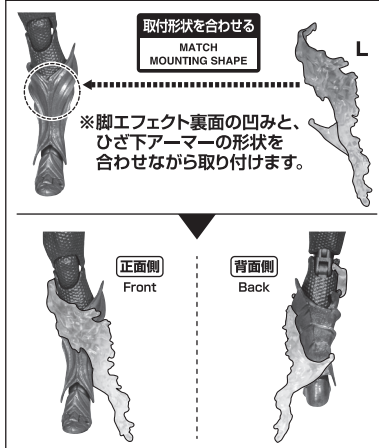 取付形状を合わせる
MATCH
MOUNTING SHAPE
L
※脚エフェクト裏面の凹みと、
ひざ下アーマーの形状を
合わせながら取り付けます。
正面側
Front
背面側
Back